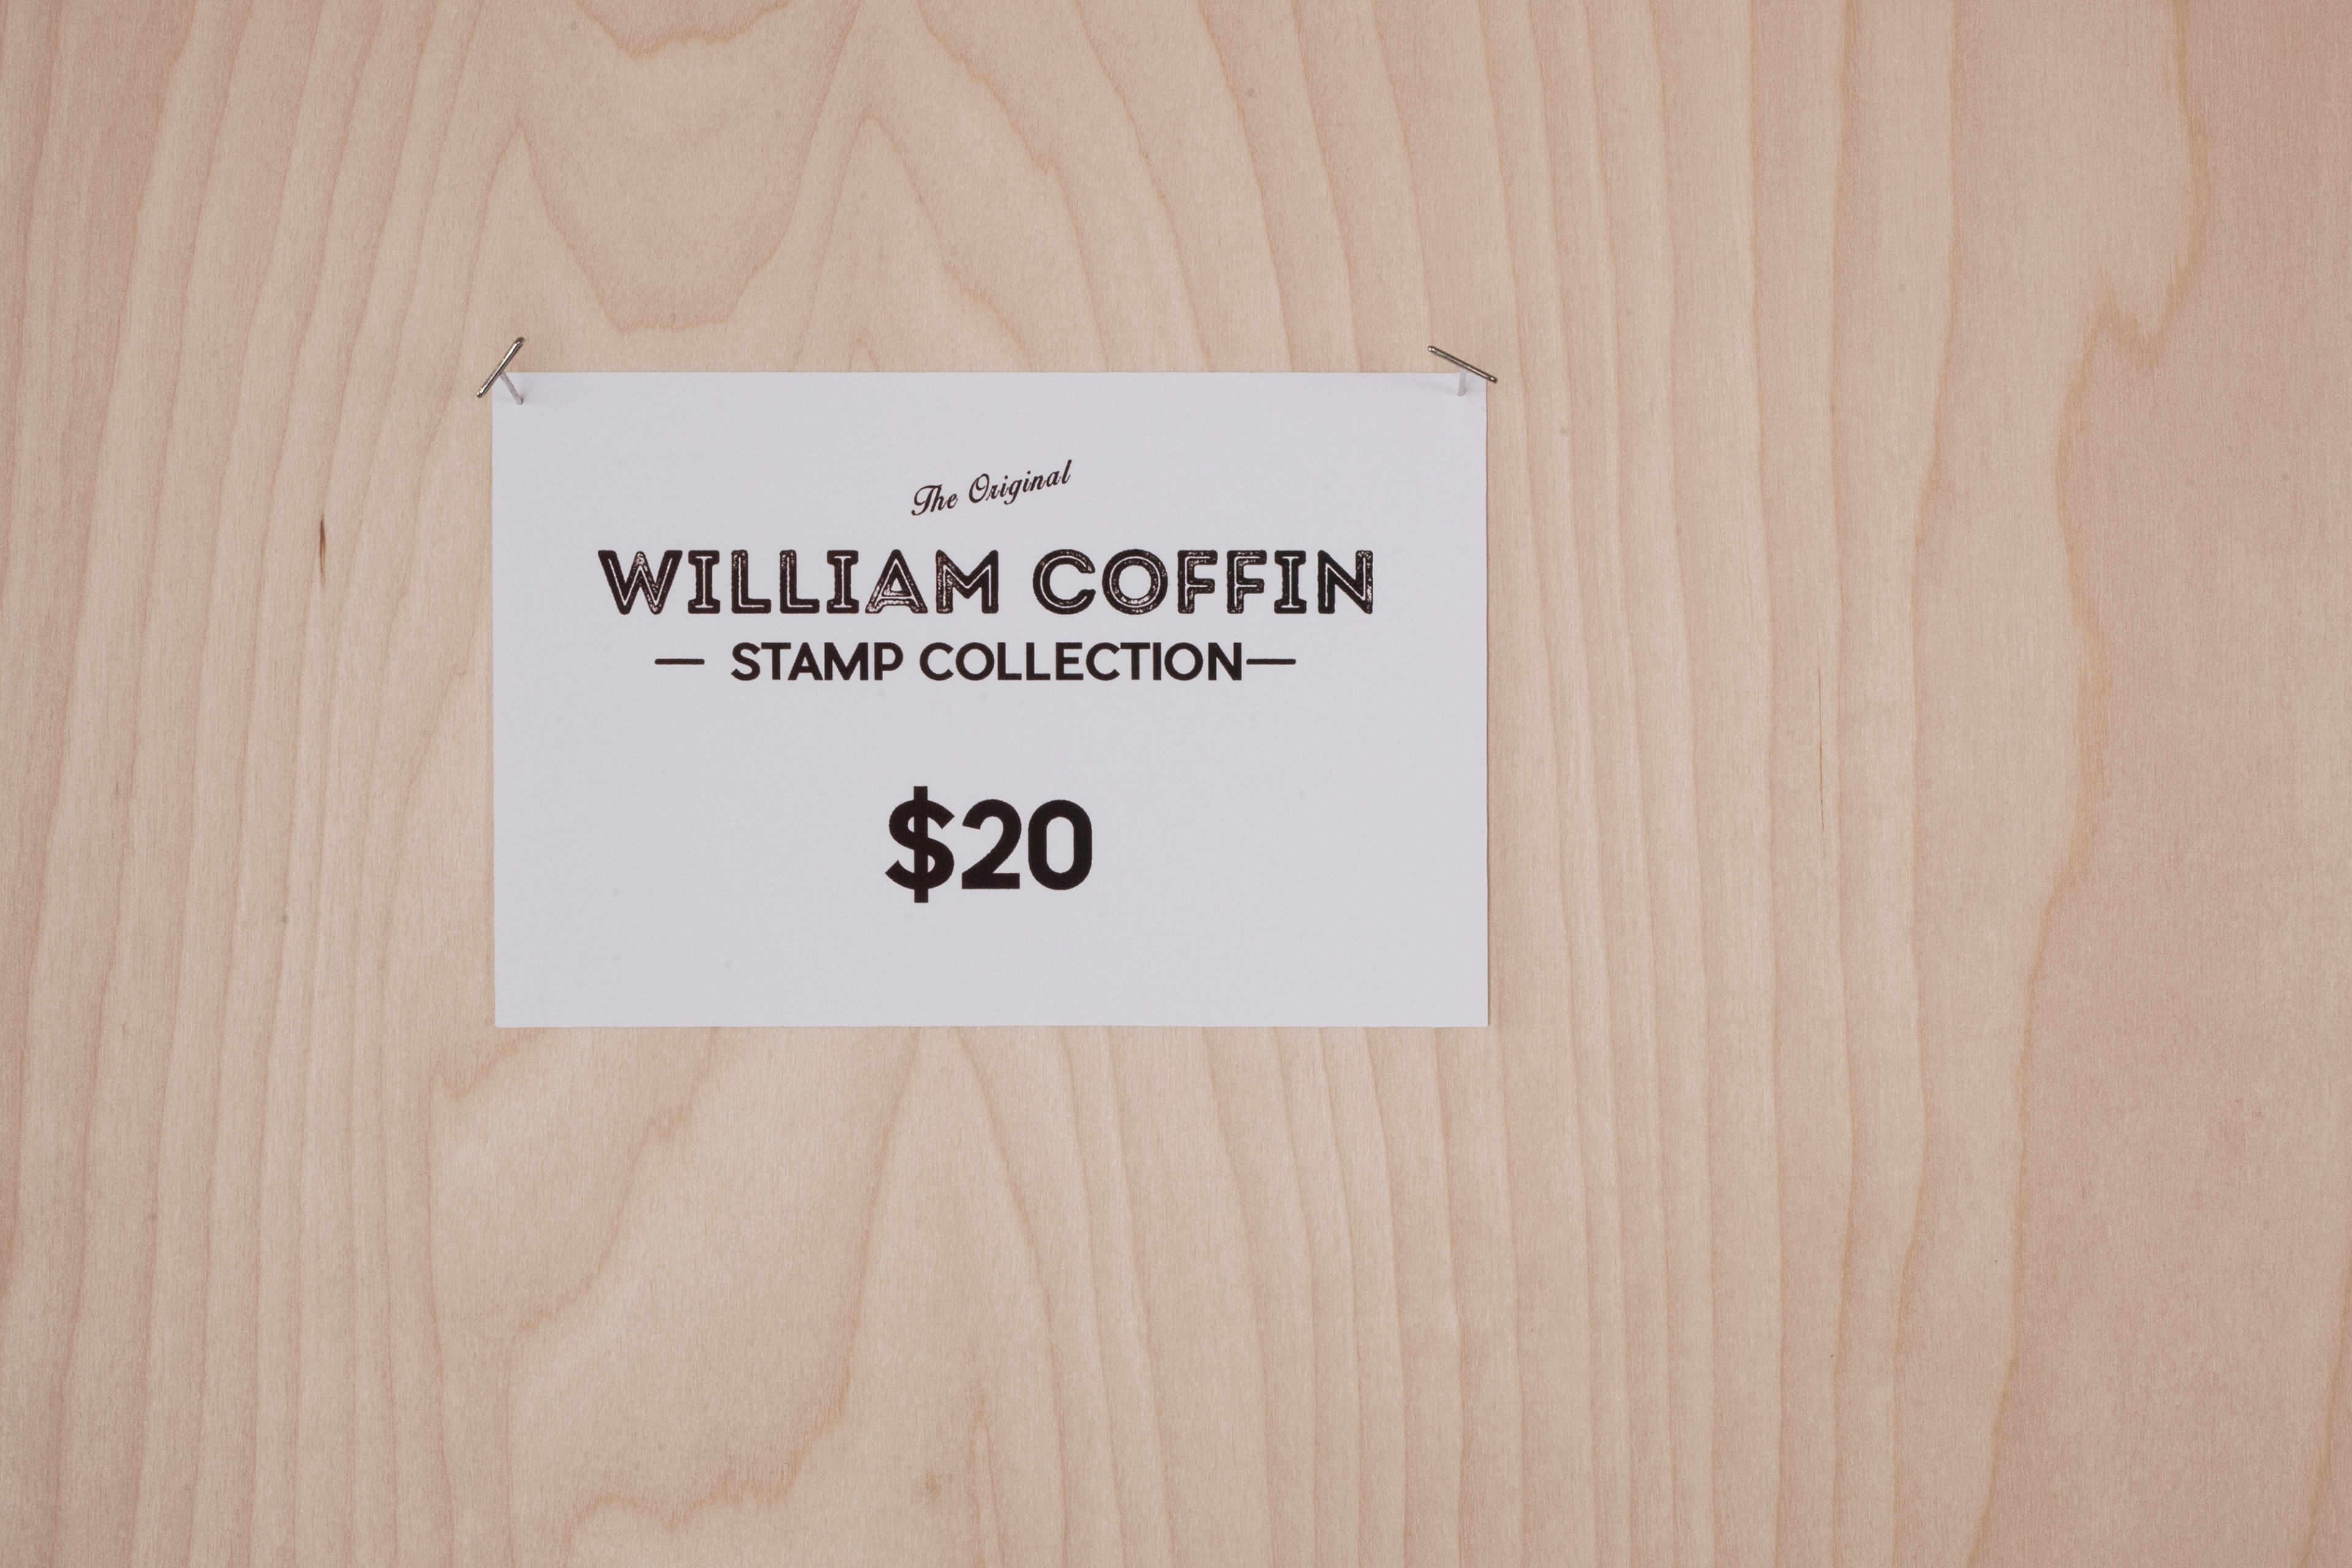 The Original
WILLIAM COFFIN
— STAMP COLLECTION—
$20